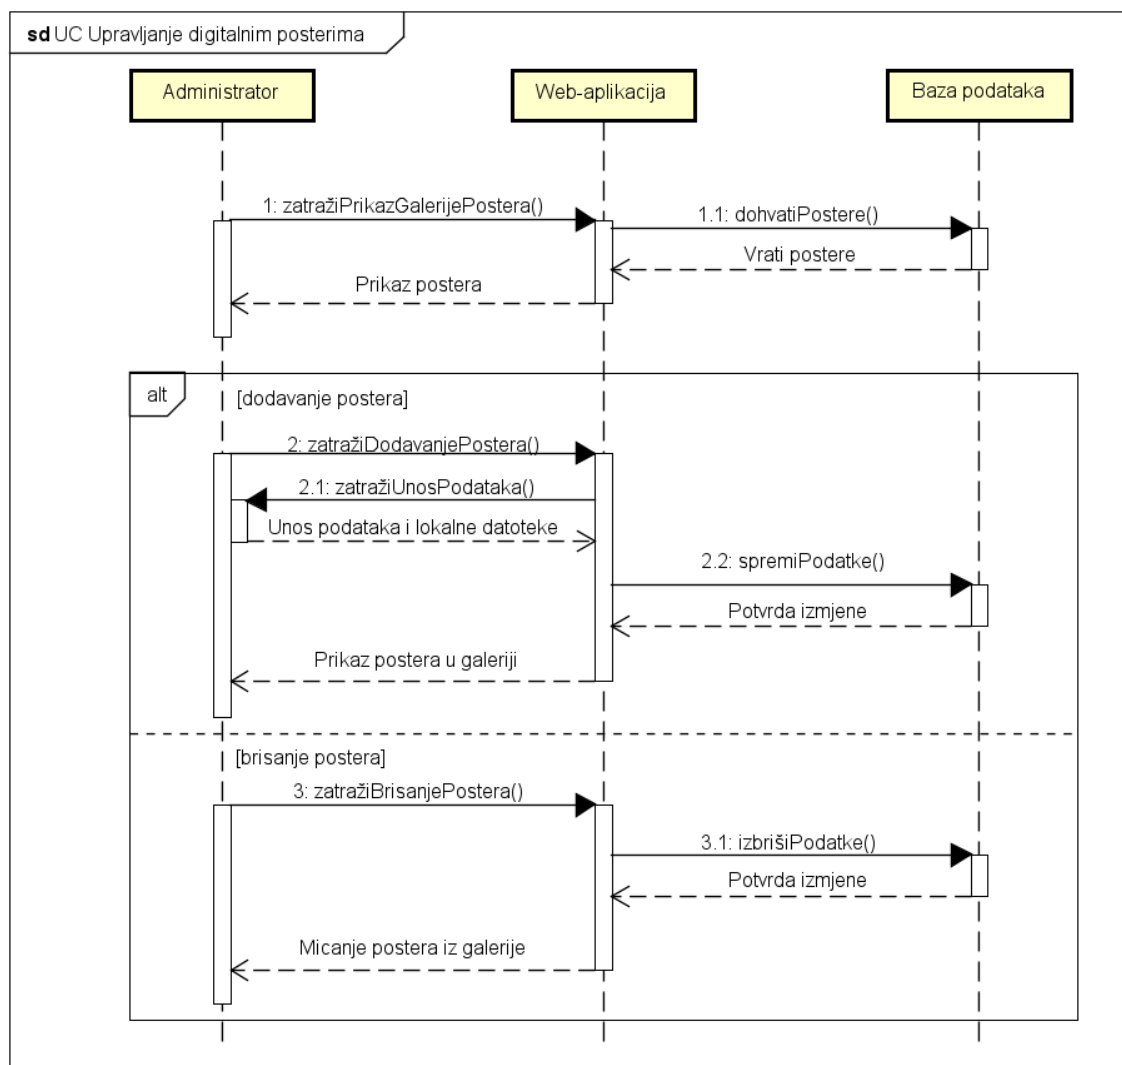 sd UC Upravljanje digitalnim posterima
Administrator
Web-aplikacija
Baza podataka
1: zatražiPrikazGalerijePostera()
1.1: dohvatiPostere()
Vrati postere
Prikaz postera
alt
[dodavanje postera]
2: zatražiDodavanjePostera()
2.1: zatražiUnosPodataka()
Unos podataka i lokalne datoteke
2.2: spremiPodatke()
Potvrda izmjene
Prikaz postera u galeriji
[brisanje postera]
3: zatražiBrisanjePostera()
3.1: izbrišiPodatke()
Potvrda izmjene
Micanje postera iz galerije